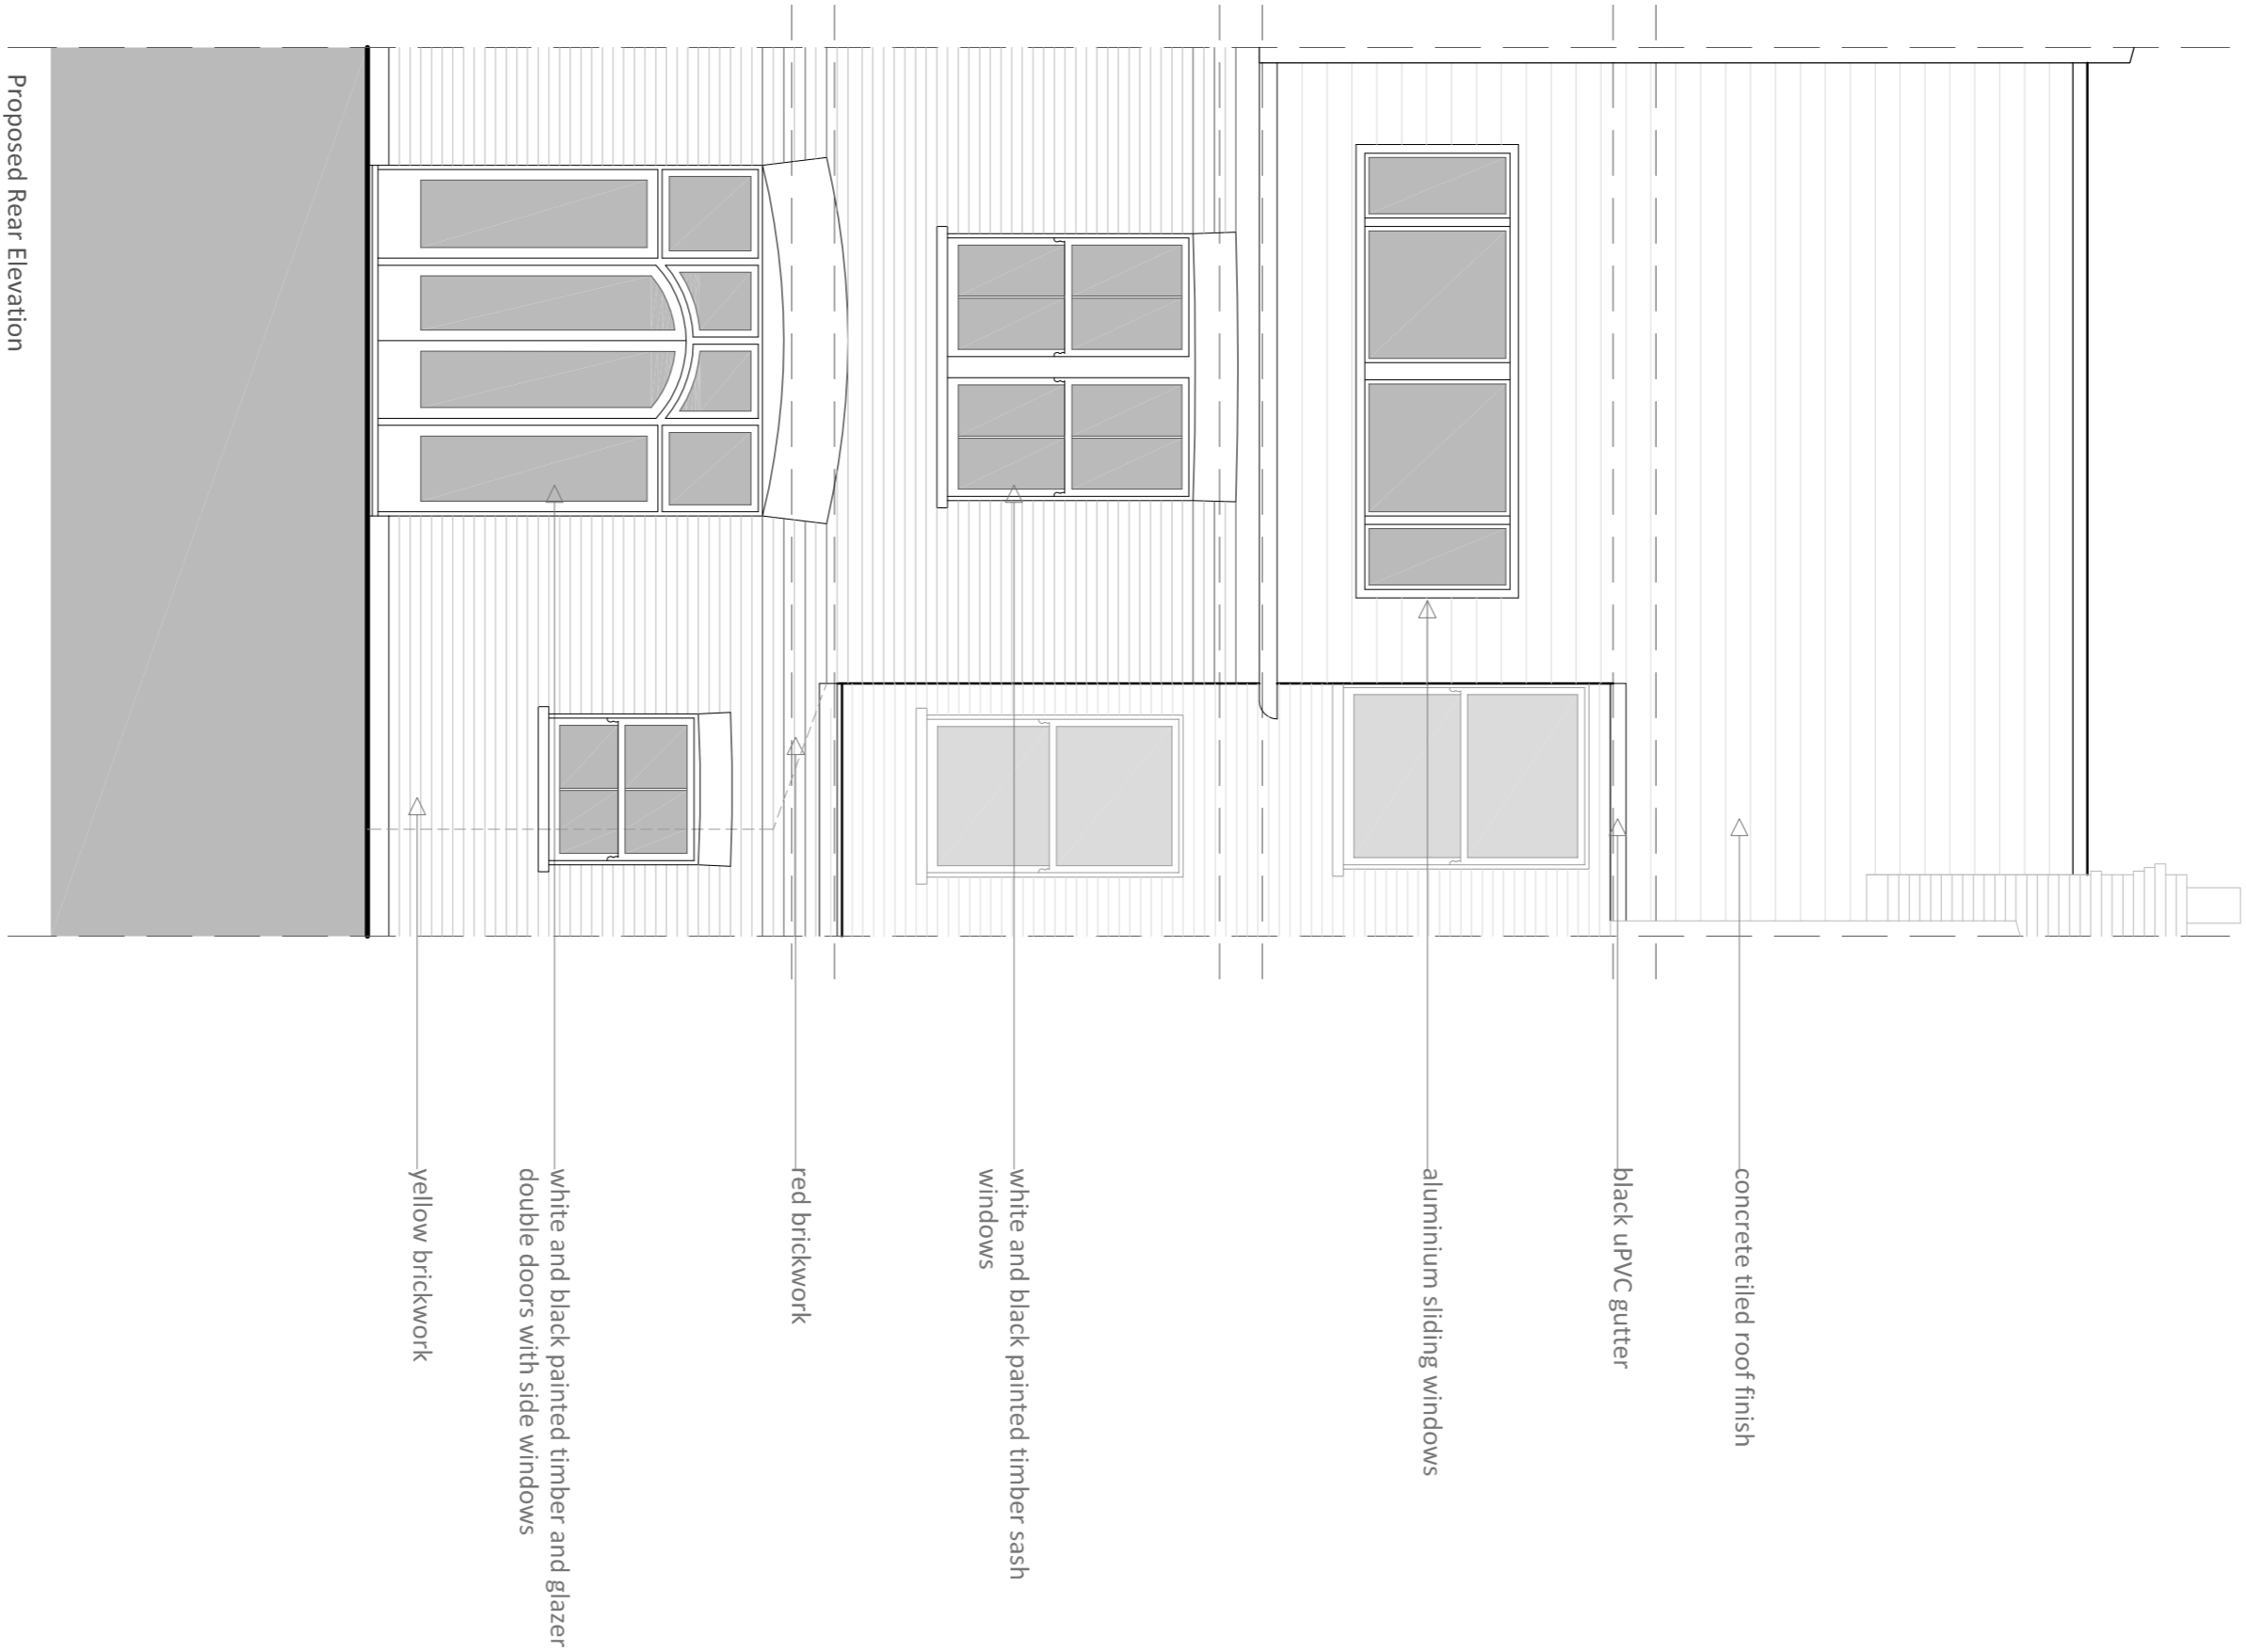 concrete tiled roof finish
black uPVC gutter
aluminium sliding windows
white and black painted timber sash
windows
red brickwork
white and black painted timber and glazer
double doors with side windows
yellow brickwork
Proposed Rear Elevation